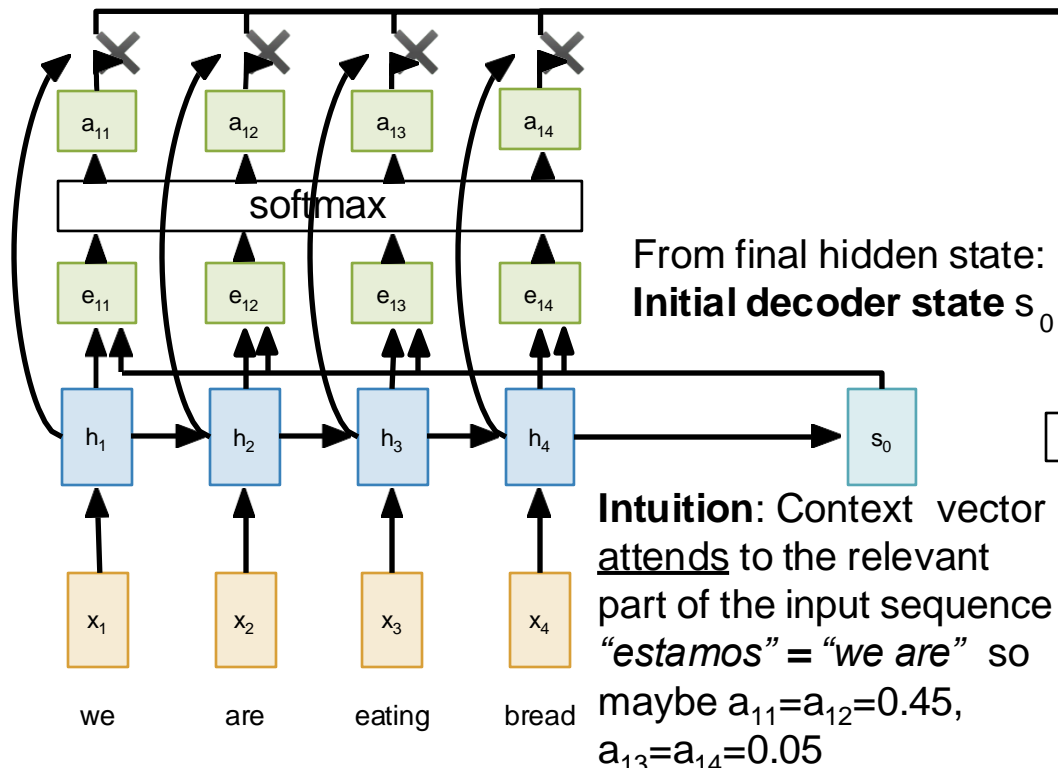 a11 a12 a13 a14
softmax
e11 e12 e13 e14
From final hidden state:
Initial decoder state s0
h1 h2 h3 h4 s0
Intuition: Context vector
attends to the relevant
part of the input sequence
“estamos” = “we are” so
maybe a11=a12=0.45,
a13=a14=0.05
x1 x2 x3 x4
we are eating bread